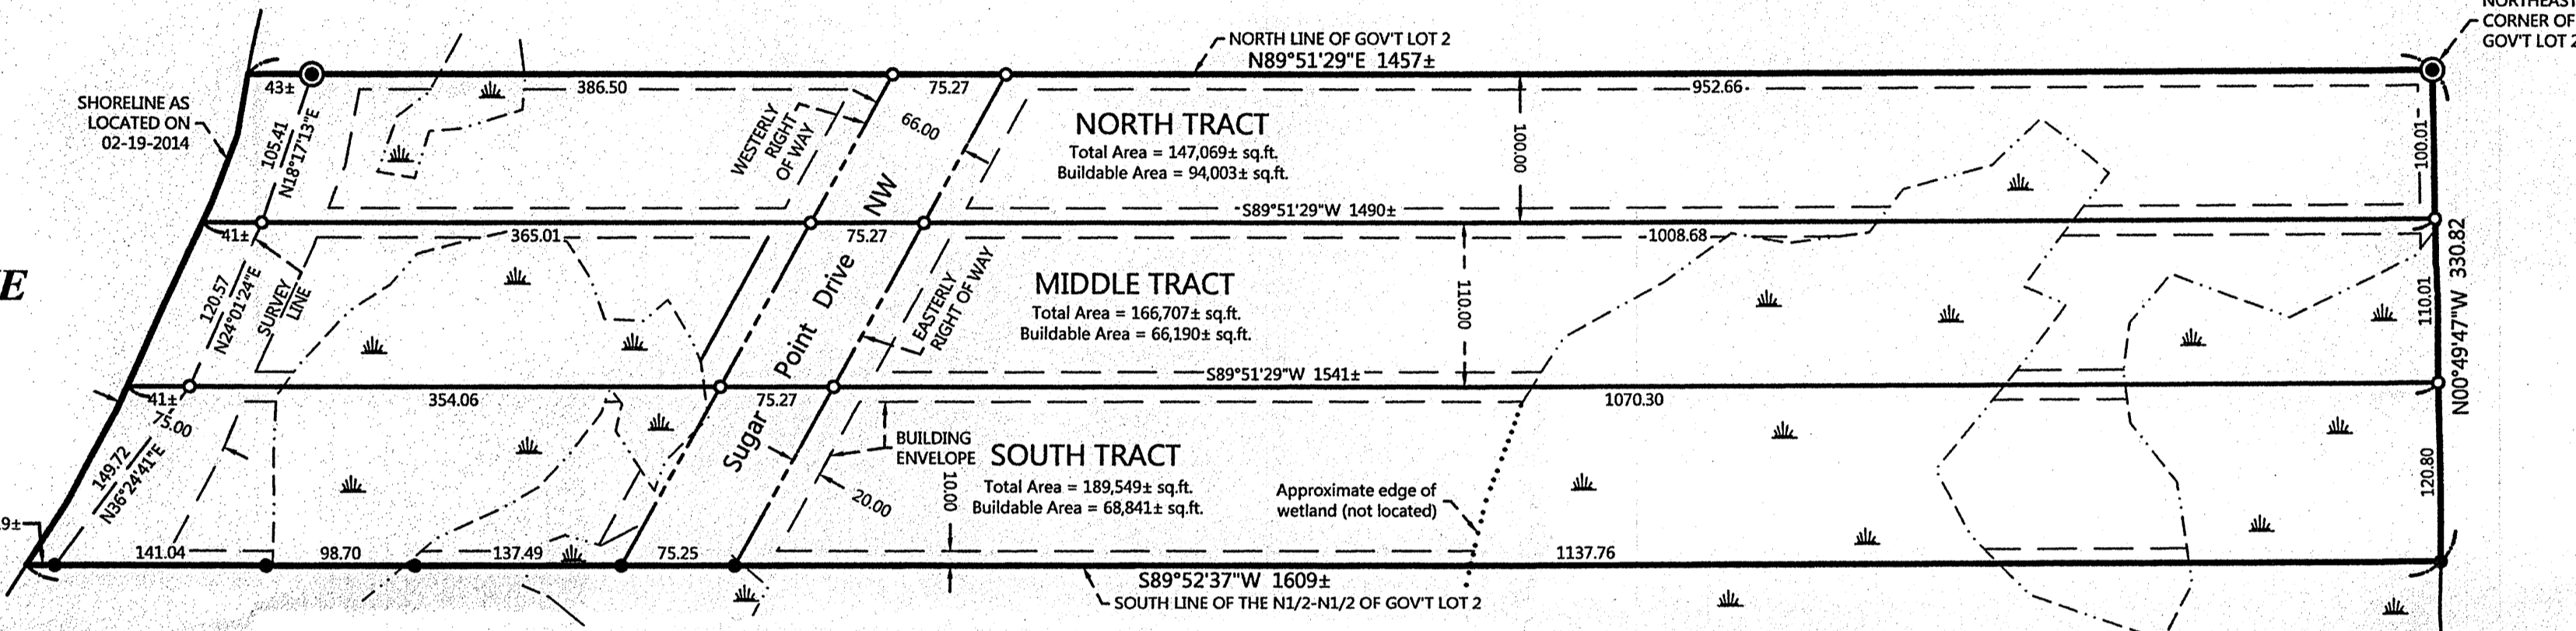 NORTHEAST
CORNER OF
GOV'T LOT 2
NORTH LINE OF GOV'T LOT 2
N89°51'29"E 1457±
43±
386.50
75.27
952.66
SHORELINE AS
LOCATED ON
02-19-2014
105.41
N18°17'13"E
WESTERLY
RIGHT
OF WAY
66.00
NORTH TRACT
Total Area = 147,069± sq.ft.
Buildable Area = 94,003± sq.ft.
100.00
100.01
S89°51'29"W 1490±
41±
365.01
75.27
1008.68
E
120.57
N24°01'24"E
SURVEY
LINE
Sugar Point Drive NW
EASTERLY
RIGHT OF WAY
MIDDLE TRACT
Total Area = 166,707± sq.ft.
Buildable Area = 66,190± sq.ft.
110.00
110.01
N00°49'47"W 330.82
S89°51'29"W 1541±
41±
75.00
354.06
75.27
1070.30
149.72
N36°24'41"E
BUILDING
ENVELOPE
SOUTH TRACT
Total Area = 189,549± sq.ft.
Buildable Area = 68,841± sq.ft.
10.00
20.00
Approximate edge of
wetland (not located)
120.80
9±
141.04
98.70
137.49
75.25
1137.76
S89°52'37"W 1609±
SOUTH LINE OF THE N1/2-N1/2 OF GOV'T LOT 2